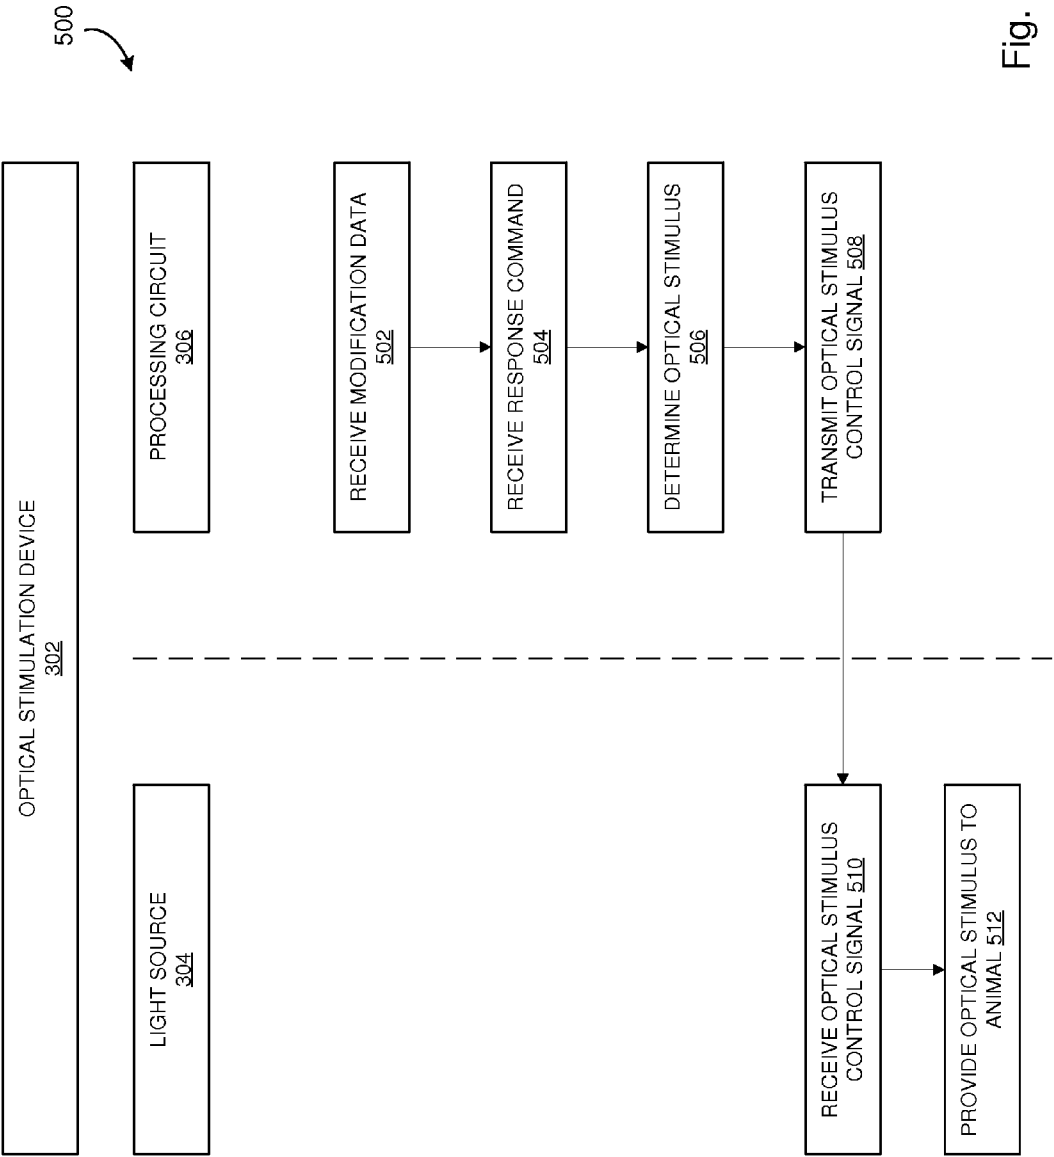 500
OPTICAL STIMULATION DEVICE
302
LIGHT SOURCE
304
PROCESSING CIRCUIT
306
RECEIVE MODIFICATION DATA
502
RECEIVE RESPONSE COMMAND
504
DETERMINE OPTICAL STIMULUS
506
TRANSMIT OPTICAL STIMULUS
CONTROL SIGNAL 508
RECEIVE OPTICAL STIMULUS
CONTROL SIGNAL 510
PROVIDE OPTICAL STIMULUS TO
ANIMAL 512
Fig.